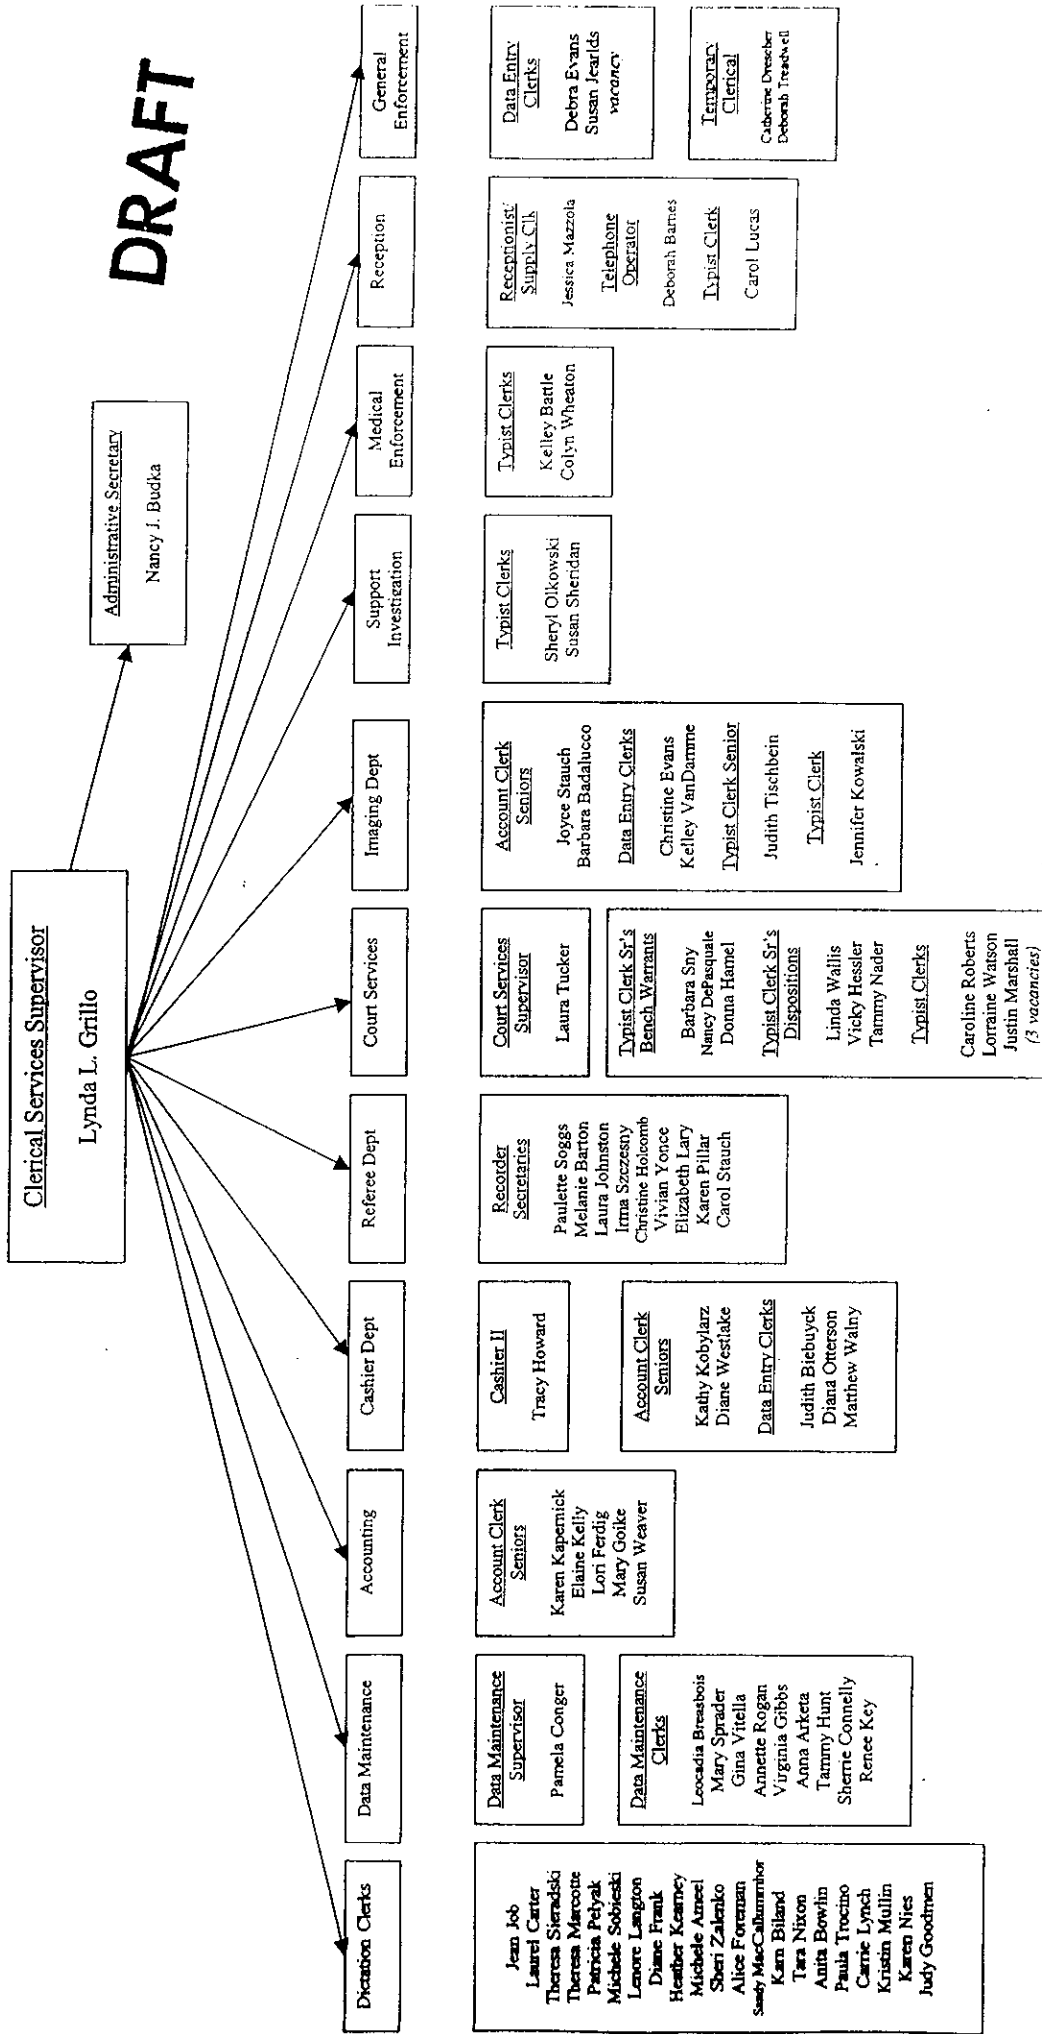 DRAFT
Clerical Services Supervisor
Lynda L. Grillo
Administrative Secretary
Nancy J. Budka
Dictation Clerks
Jean Job
Laurel Carter
Theresa Sieradski
Theresa Marcotte
Patricia Pelyak
Michele Sobieski
Lenore Langton
Diane Frank
Heather Kearney
Michele Ameel
Sheri Zalenko
Alice Foreman
Sandy MacCallummhor
Karn Biland
Tara Nixon
Anita Bowlin
Paula Trocino
Carrie Lynch
Kristin Mullin
Karen Nies
Judy Goodmen
Data Maintenance
Data Maintenance
Supervisor
Pamela Conger
Data Maintenance
Clerks
Leocadia Breasbois
Mary Sprader
Gina Vitella
Annette Rogan
Virginia Gibbs
Anna Arketa
Tammy Hunt
Sherrie Connelly
Renee Key
Accounting
Account Clerk
Seniors
Karen Kapernick
Elaine Kelly
Lori Ferdig
Mary Goike
Susan Weaver
Cashier Dept
Cashier II
Tracy Howard
Account Clerk
Seniors
Kathy Kobylarz
Diane Westlake
Data Entry Clerks
Judith Biebuyck
Diana Otterson
Matthew Walny
Referee Dept
Recorder
Secretaries
Paulette Soggs
Melanie Barton
Laura Johnston
Irma Szczesny
Christine Holcomb
Vivian Yonce
Elizabeth Lary
Karen Pillar
Carol Stauch
Court Services
Court Services
Supervisor
Laura Tucker
Typist Clerk Sr's
Bench Warrants
Barbara Sny
Nancy DePasquale
Donna Hamel
Typist Clerk Sr's
Dispositions
Linda Wallis
Vicky Hessler
Tammy Nader
Typist Clerks
Caroline Roberts
Lorraine Watson
Justin Marshall
(3 vacancies)
Imaging Dept
Account Clerk
Seniors
Joyce Stauch
Barbara Badalucco
Data Entry Clerks
Christine Evans
Kelley VanDamme
Typist Clerk Senior
Judith Tischbein
Typist Clerk
Jennifer Kowalski
Support
Investigation
Typist Clerks
Sheryl Olkowski
Susan Sheridan
Medical
Enforcement
Typist Clerks
Kelley Battle
Colyn Wheaton
Reception
Receptionist/
Supply Clk
Jessica Mazzola
Telephone
Operator
Deborah Barnes
Typist Clerk
Carol Lucas
General
Enforcement
Data Entry
Clerks
Debra Evans
Susan Jearlds
vacancy
Temporary
Clerical
Catherine Drescher
Deborah Treadwell